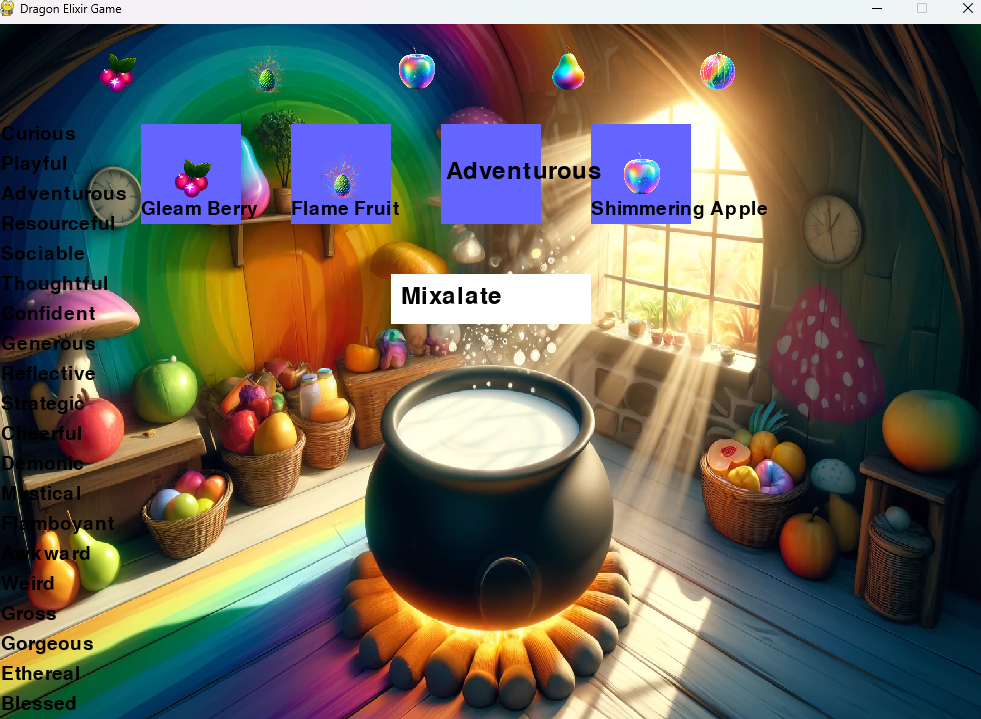 Dragon Elixir Game
Curious
Playful
Adventurous
Resourceful
Sociable
Thoughtful
Confident
Generous
Reflective
Strategic
Cheerful
Demonic
Mystical
Flamboyant
Awkward
Weird
Gross
Gorgeous
Ethereal
Blessed
Gleam Berry
Flame Fruit
Adventurous
Shimmering Apple
Mixalate